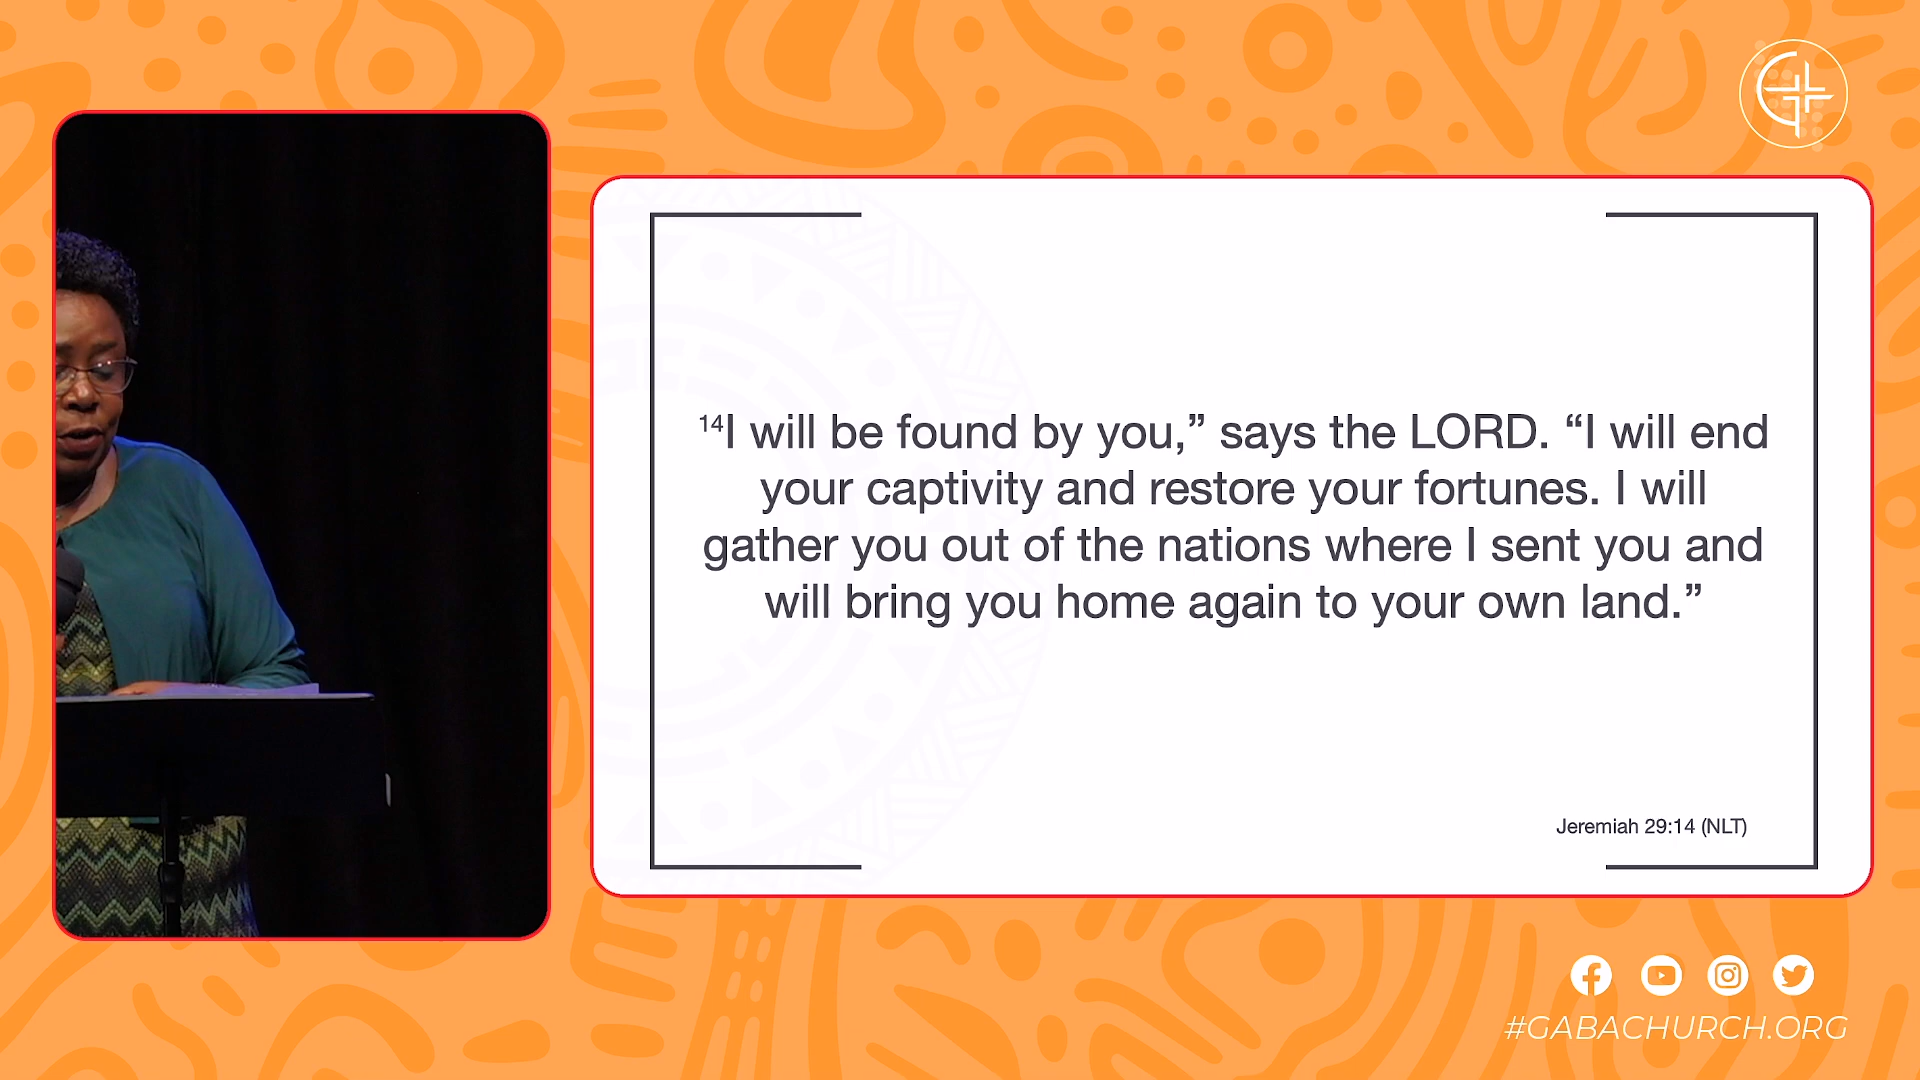 ¹⁴I will be found by you,” says the LORD. “I will end
your captivity and restore your fortunes. I will
gather you out of the nations where I sent you and
will bring you home again to your own land.”
Jeremiah 29:14 (NLT)
#GABACHURCH.ORG